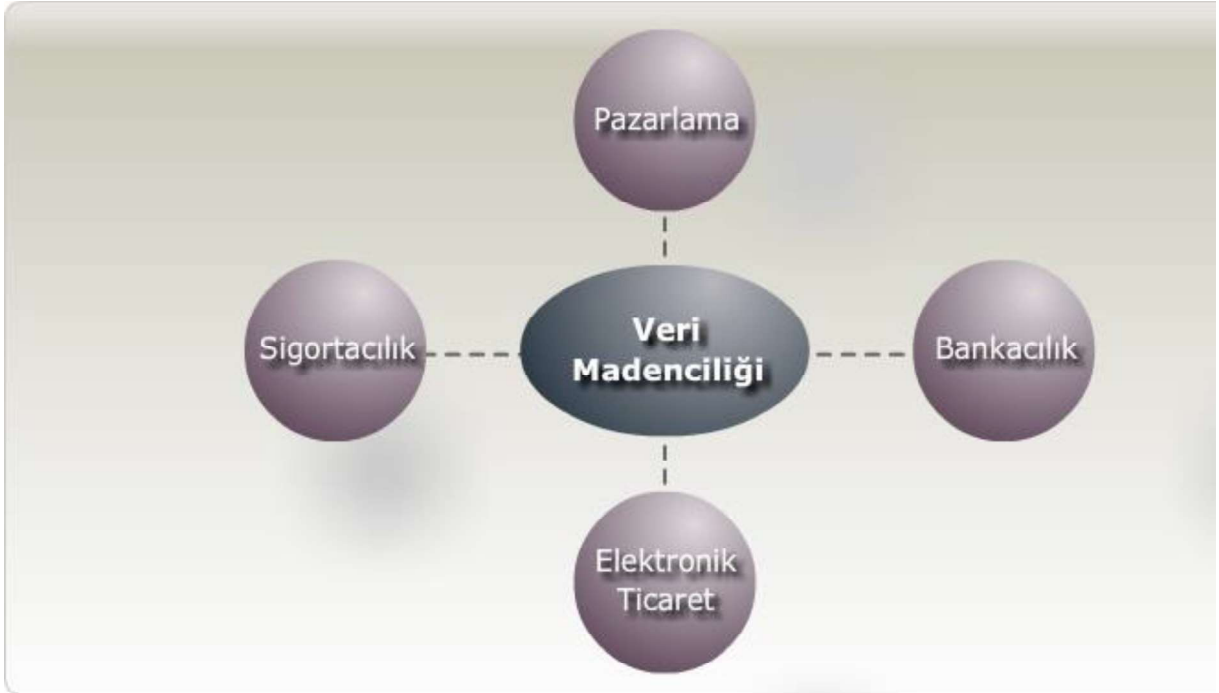 Pazarlama
Sigortacılık
Veri
Madenciliği
Bankacılık
Elektronik
Ticaret